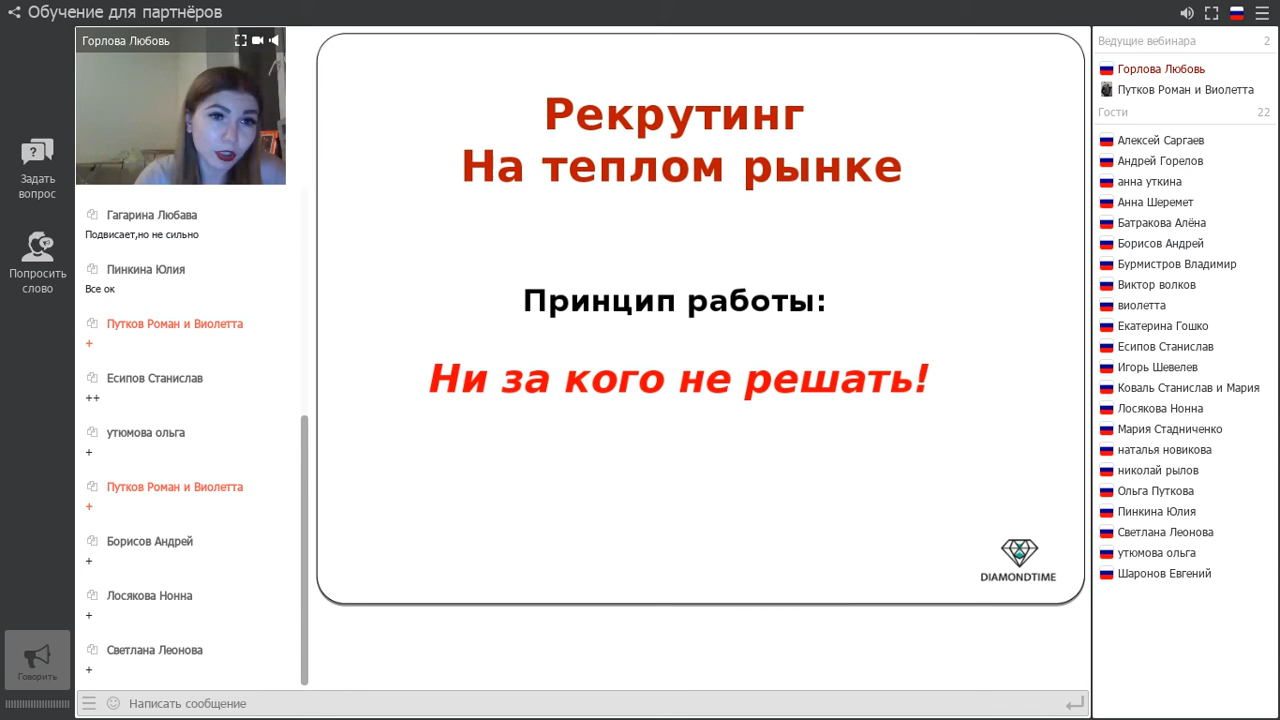 Обучение для партнёров
Горлова Любовь
Задать
вопрос
Попросить
слово
Говорить
Гагарина Любава
Подвисает,но не сильно
Пинкина Юлия
Все ок
Путков Роман и Виолетта
+
Есипов Станислав
++
утюмова ольга
+
Путков Роман и Виолетта
+
Борисов Андрей
+
Лосякова Нонна
+
Светлана Леонова
+
Написать сообщение
Рекрутинг
На теплом рынке
Принцип работы:
Ни за кого не решать!
DIAMONDTIME
Ведущие вебинара 2
Горлова Любовь
Путков Роман и Виолетта
Гости 22
Алексей Саргаев
Андрей Горелов
анна уткина
Анна Шеремет
Батракова Алёна
Борисов Андрей
Бурмистров Владимир
Виктор волков
виолетта
Екатерина Гошко
Есипов Станислав
Игорь Шевелев
Коваль Станислав и Мария
Лосякова Нонна
Мария Стадниченко
наталья новикова
николай рылов
Ольга Путкова
Пинкина Юлия
Светлана Леонова
утюмова ольга
Шаронов Евгений